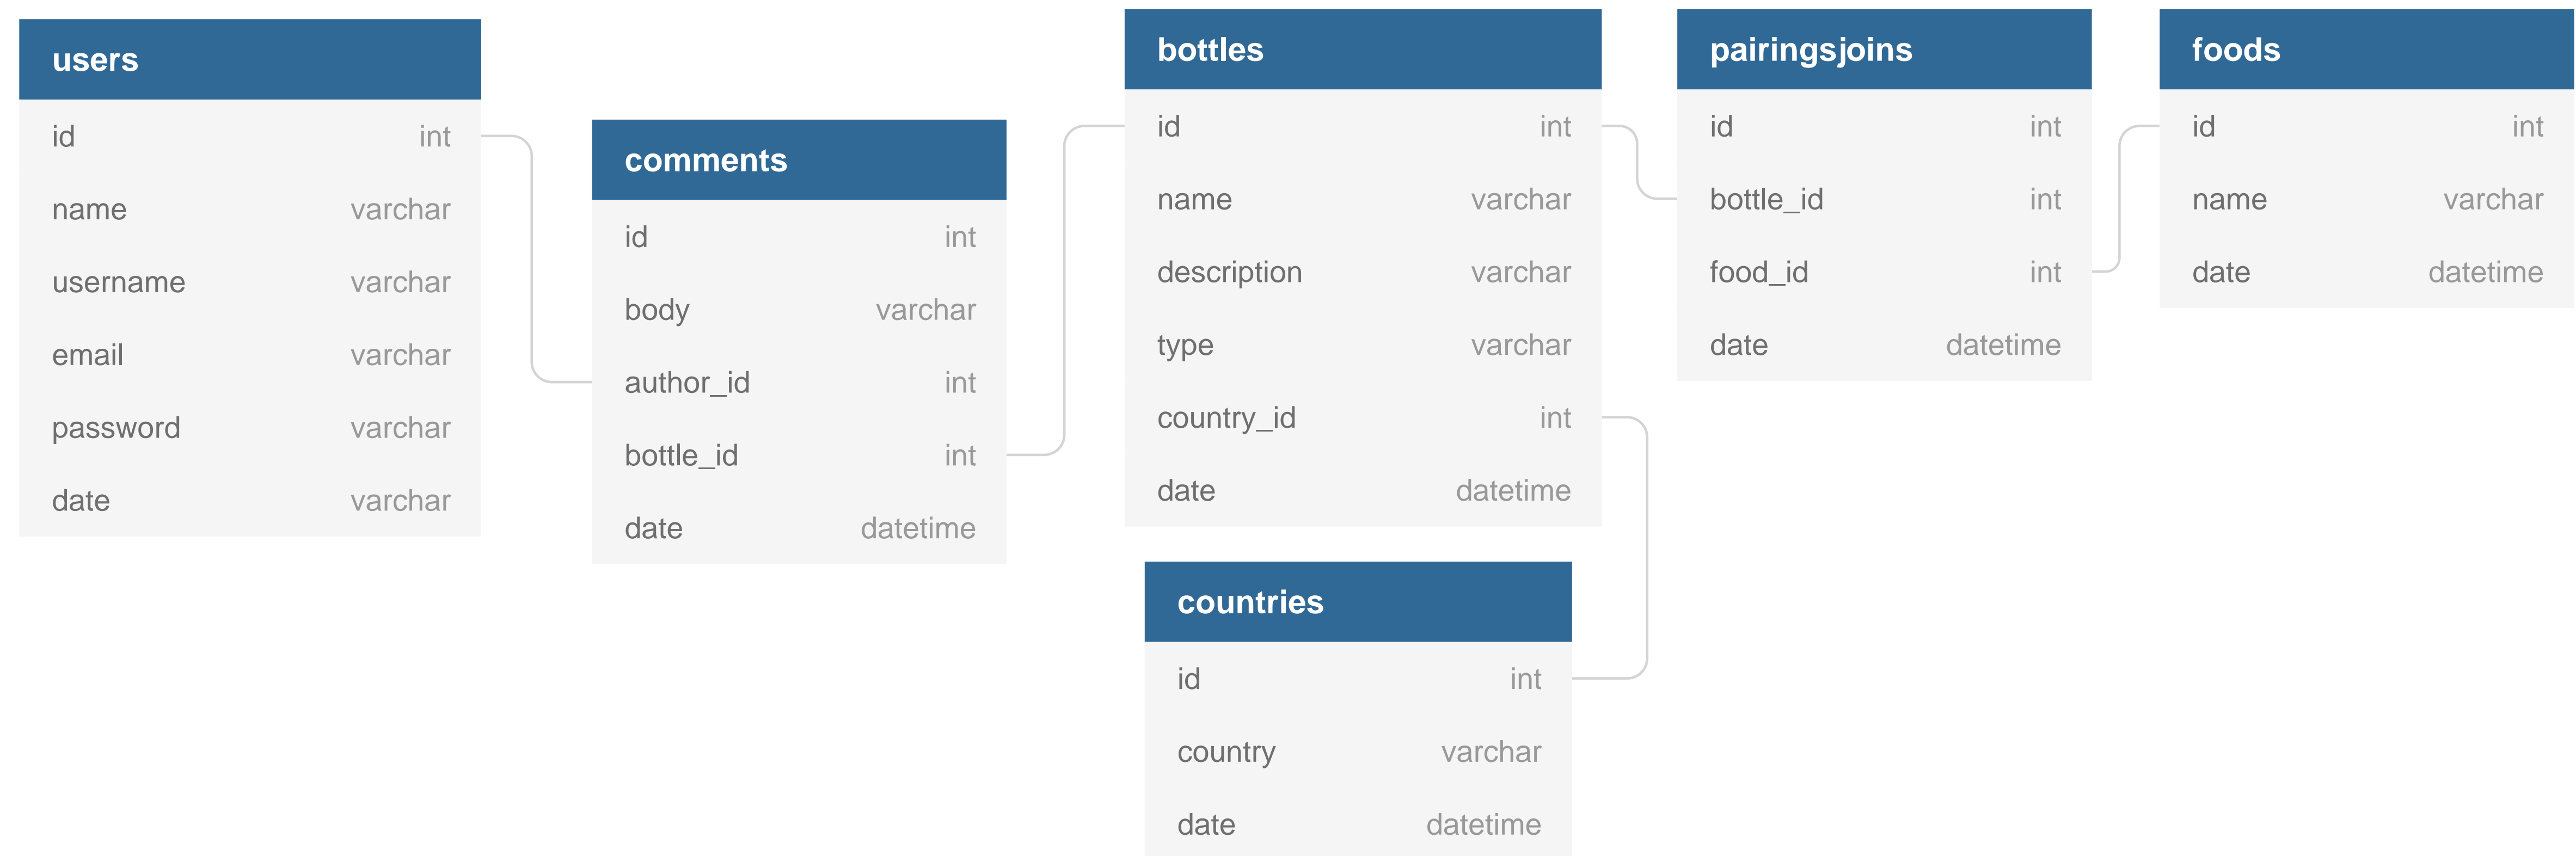 users
id int
name varchar
username varchar
email varchar
password varchar
date varchar
comments
id int
body varchar
author_id int
bottle_id int
date datetime
bottles
id int
name varchar
description varchar
type varchar
country_id int
date datetime
countries
id int
country varchar
date datetime
pairingsjoins
id int
bottle_id int
food_id int
date datetime
foods
id int
name varchar
date datetime